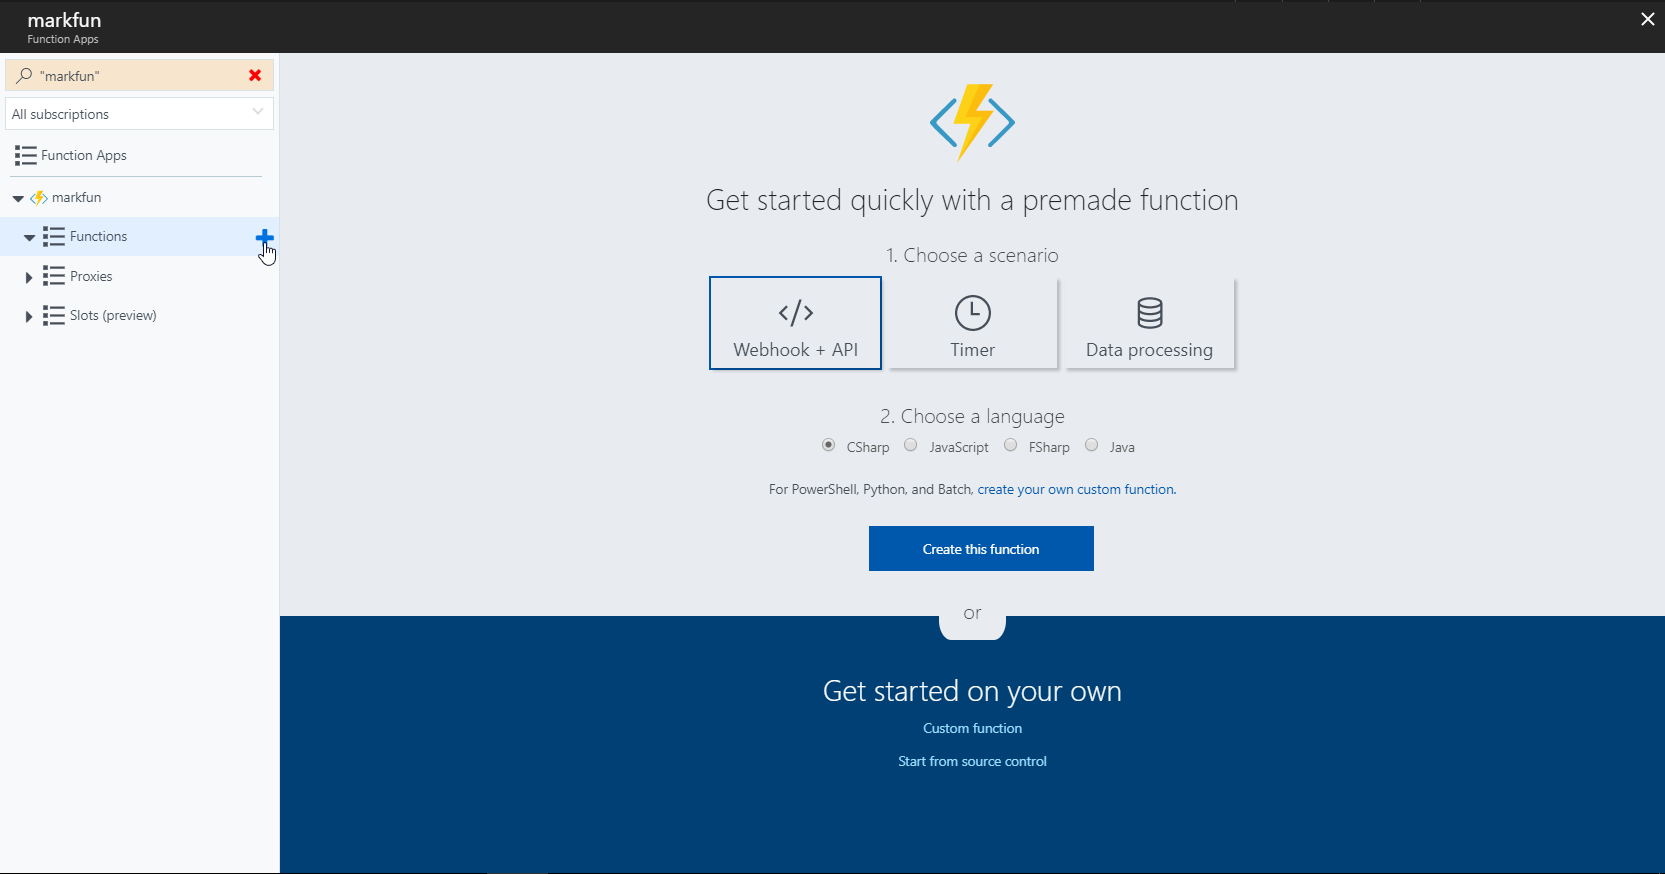 markfun
Function Apps
"markfun"
All subscriptions
Function Apps
markfun
Functions
Proxies
Slots (preview)
Get started quickly with a premade function
1. Choose a scenario
Webhook + API
Timer
Data processing
2. Choose a language
CSharp JavaScript FSharp Java
For PowerShell, Python, and Batch, create your own custom function.
Create this function
or
Get started on your own
Custom function
Start from source control